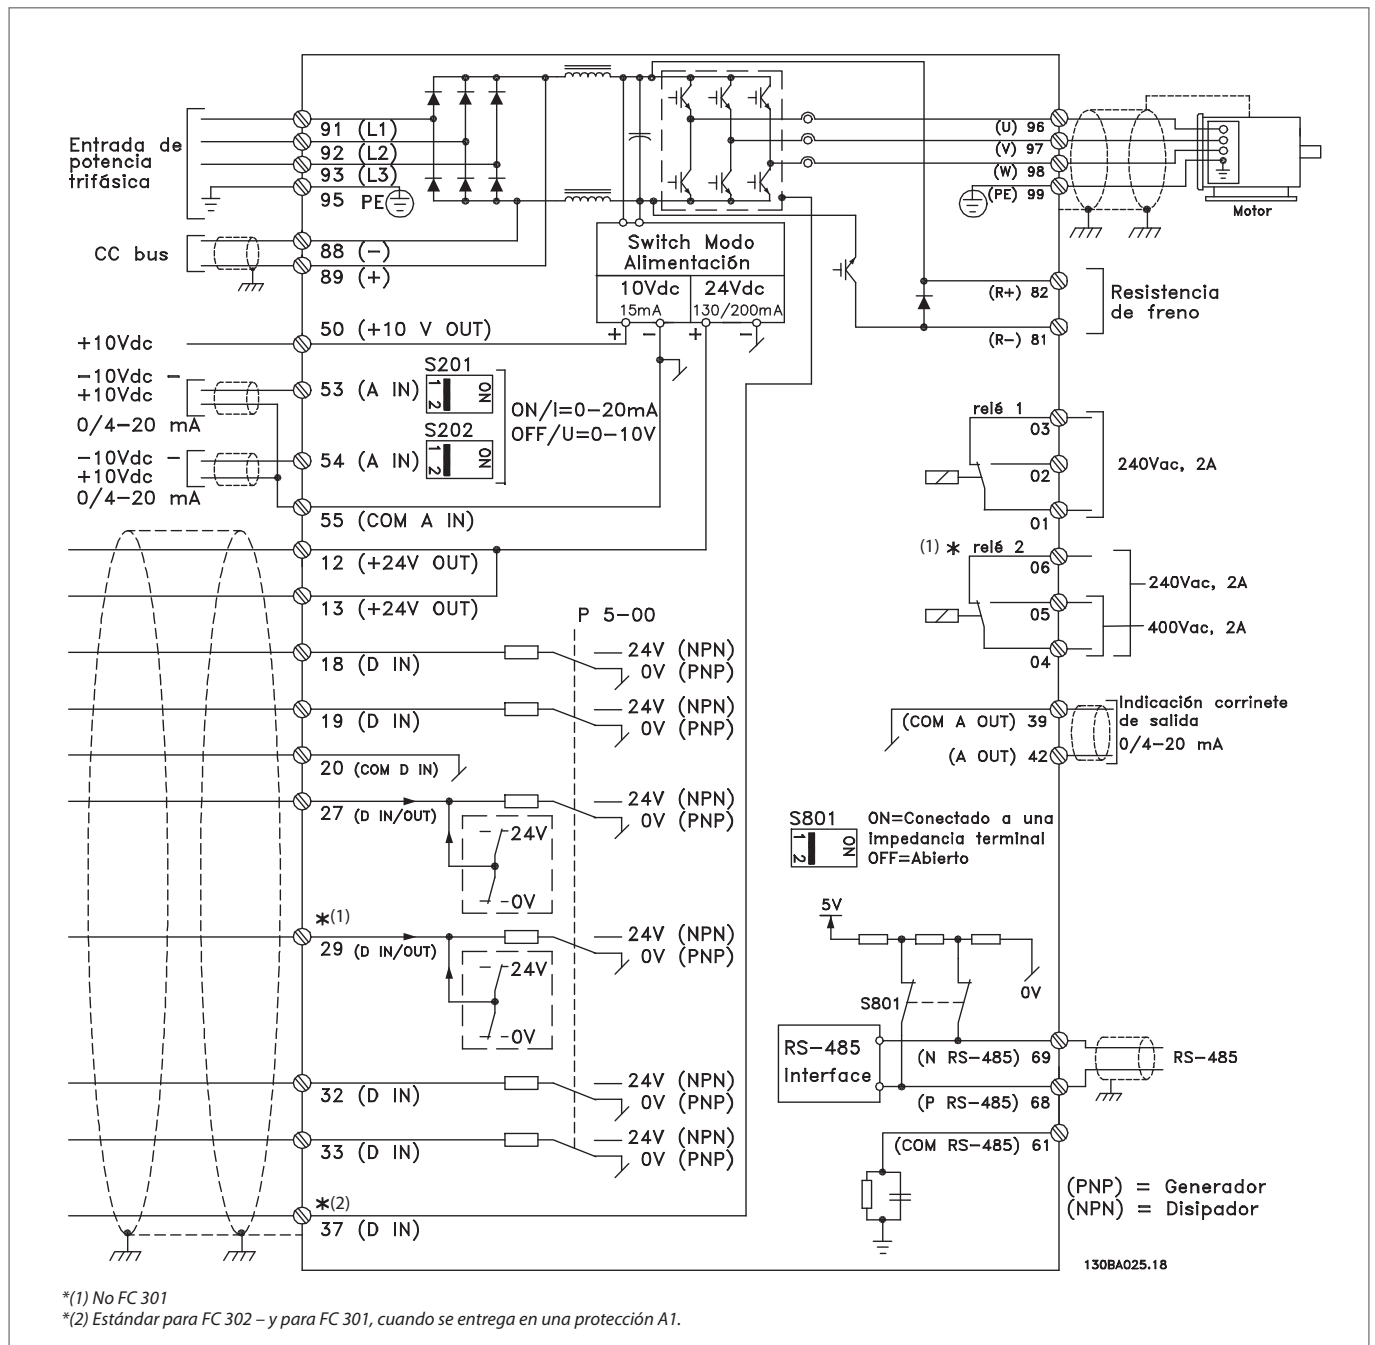 Entrada de
potencia
trifásica
91 (L1)
92 (L2)
93 (L3)
95 PE
CC bus
88 (−)
89 (+)
+10Vdc
50 (+10 V OUT)
−10Vdc −
+10Vdc
0/4−20 mA
53 (A IN)
S201
1 2
ON
−10Vdc −
+10Vdc
0/4−20 mA
54 (A IN)
S202
1 2
ON
ON/I=0−20mA
OFF/U=0−10V
55 (COM A IN)
12 (+24V OUT)
13 (+24V OUT)
Switch Modo
Alimentación
10Vdc
15mA
24Vdc
130/200mA
+ − + −
P 5-00
18 (D IN)
24V (NPN)
0V (PNP)
19 (D IN)
24V (NPN)
0V (PNP)
20 (COM D IN)
27 (D IN/OUT)
24V (NPN)
0V (PNP)
24V
0V
*(1)
29 (D IN/OUT)
24V (NPN)
0V (PNP)
24V
0V
32 (D IN)
24V (NPN)
0V (PNP)
33 (D IN)
24V (NPN)
0V (PNP)
*(2)
37 (D IN)
(U) 96
(V) 97
(W) 98
(PE) 99
Motor
(R+) 82
(R−) 81
Resistencia
de freno
relé 1
03
02
01
240Vac, 2A
(1) * relé 2
06
05
04
240Vac, 2A
400Vac, 2A
(COM A OUT) 39
(A OUT) 42
Indicación corrinete
de salida
0/4−20 mA
S801
1 2
ON
ON=Conectado a una
impedancia terminal
OFF=Abierto
5V
0V
S801
RS-485
Interface
(N RS-485) 69
(P RS-485) 68
RS-485
(COM RS-485) 61
(PNP) = Generador
(NPN) = Disipador
130BA025.18
*(1) No FC 301
*(2) Estándar para FC 302 – y para FC 301, cuando se entrega en una protección A1.